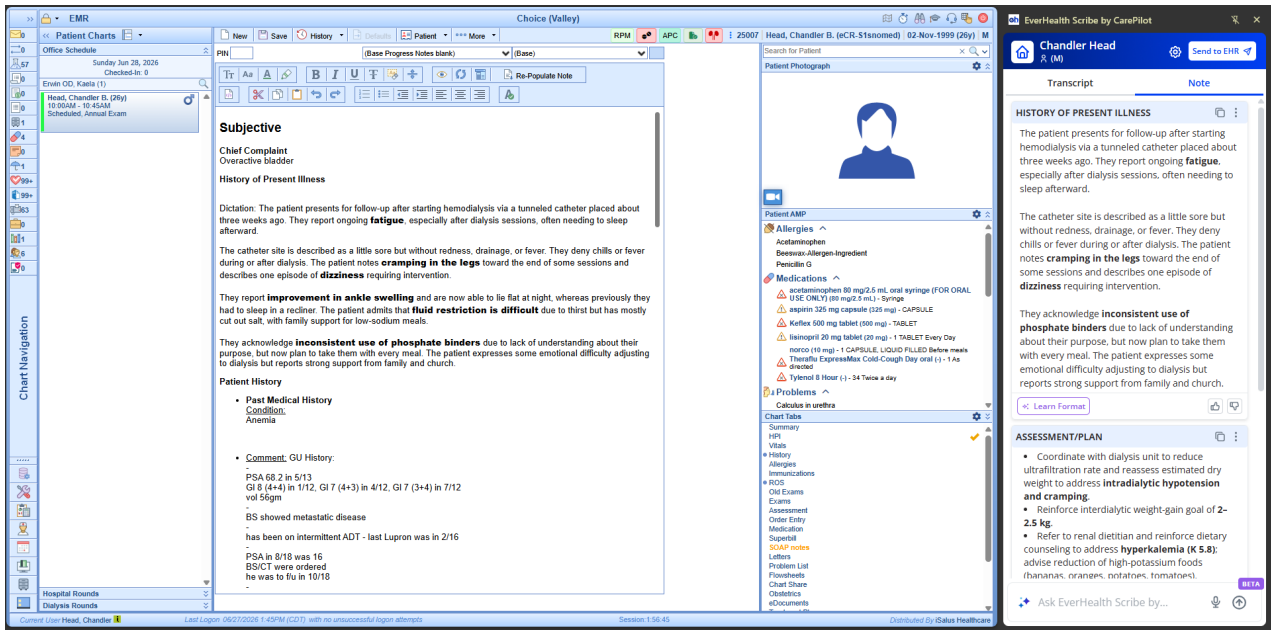 EMR
Choice (Valley)
Patient Charts
Office Schedule
Sunday Jun 28, 2026
Checked-In: 0
Erwin OD, Kaela (1)
Head, Chandler B. (26y)
10:00AM - 10:45AM
Scheduled, Annual Exam
Hospital Rounds
Dialysis Rounds
0
0
57
0
0
0
1
4
0
1
99+
99+
63
0
1
6
0
Chart Navigation
New
Save
History
Defaults
Patient
More
RPM
APC
25007
Head, Chandler B. (eCR-S1snomed)
02-Nov-1999 (26y)
M
PIN
(Base Progress Notes blank)
(Base)
Tт
Aa
A
B
I
U
Re-Populate Note
Subjective
Chief Complaint
Overactive bladder
History of Present Illness
Dictation: The patient presents for follow-up after starting hemodialysis via a tunneled catheter placed about
three weeks ago. They report ongoing fatigue, especially after dialysis sessions, often needing to sleep
afterward.
The catheter site is described as a little sore but without redness, drainage, or fever. They deny chills or fever
during or after dialysis. The patient notes cramping in the legs toward the end of some sessions and
describes one episode of dizziness requiring intervention.
They report improvement in ankle swelling and are now able to lie flat at night, whereas previously they
had to sleep in a recliner. The patient admits that fluid restriction is difficult due to thirst but has mostly
cut out salt, with family support for low-sodium meals.
They acknowledge inconsistent use of phosphate binders due to lack of understanding about their
purpose, but now plan to take them with every meal. The patient expresses some emotional difficulty adjusting
to dialysis but reports strong support from family and church.
Patient History
• Past Medical History
Condition:
Anemia
• Comment: GU History:
-
PSA 68.2 in 5/13
Gl 8 (4+4) in 1/12, Gl 7 (4+3) in 4/12, Gl 7 (3+4) in 7/12
vol 56gm
-
BS showed metastatic disease
-
has been on intermittent ADT - last Lupron was in 2/16
-
PSA in 8/18 was 16
BS/CT were ordered
he was to f/u in 10/18
-
Search for Patient
Patient Photograph
Patient AMP
Allergies
Acetaminophen
Beeswax-Allergen-Ingredient
Penicillin G
Medications
acetaminophen 80 mg/2.5 mL oral syringe (FOR ORAL
USE ONLY) (80 mg/2.5 mL) - Syringe
aspirin 325 mg capsule (325 mg) - CAPSULE
Keflex 500 mg tablet (500 mg) - TABLET
lisinopril 20 mg tablet (20 mg) - 1 TABLET Every Day
norco (10 mg) - 1 CAPSULE, LIQUID FILLED Before meals
Theraflu ExpressMax Cold-Cough Day oral (-) - 1 As
directed
Tylenol 8 Hour (-) - 34 Twice a day
Problems
Calculus in urethra
Chart Tabs
Summary
HPI
Vitals
History
Allergies
Immunizations
ROS
Old Exams
Exams
Assessment
Order Entry
Medication
Superbill
SOAP notes
Letters
Problem List
Flowsheets
Chart Share
Obstetrics
eDocuments
Current User Head, Chandler
Last Logon 06/27/2026 1:45PM (CDT) with no unsuccessful logon attempts
Session:1:56:45
Distributed By iSalus Healthcare
eh EverHealth Scribe by CarePilot
Chandler Head
(M)
Send to EHR
Transcript
Note
HISTORY OF PRESENT ILLNESS
The patient presents for follow-up after starting
hemodialysis via a tunneled catheter placed about
three weeks ago. They report ongoing fatigue,
especially after dialysis sessions, often needing to
sleep afterward.
The catheter site is described as a little sore but
without redness, drainage, or fever. They deny
chills or fever during or after dialysis. The patient
notes cramping in the legs toward the end of
some sessions and describes one episode of
dizziness requiring intervention.
They acknowledge inconsistent use of
phosphate binders due to lack of understanding
about their purpose, but now plan to take them
with every meal. The patient expresses some
emotional difficulty adjusting to dialysis but
reports strong support from family and church.
Learn Format
ASSESSMENT/PLAN
• Coordinate with dialysis unit to reduce
ultrafiltration rate and reassess estimated dry
weight to address intradialytic hypotension
and cramping.
• Reinforce interdialytic weight-gain goal of 2–
2.5 kg.
• Refer to renal dietitian and reinforce dietary
counseling to address hyperkalemia (K 5.8);
advise reduction of high-potassium foods
(bananas, oranges, potatoes, tomatoes).
BETA
Ask EverHealth Scribe by...